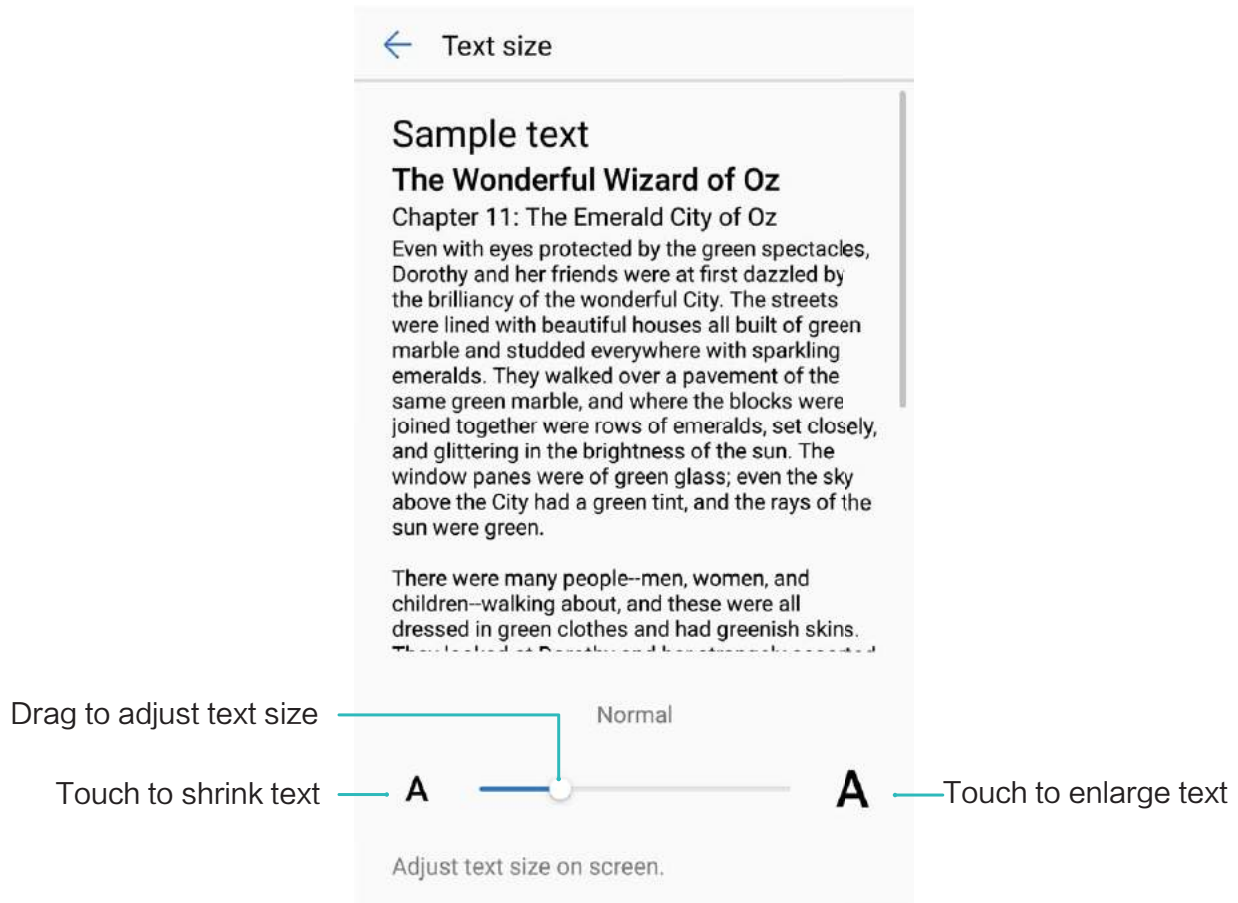 Text size
Sample text
The Wonderful Wizard of Oz
Chapter 11: The Emerald City of Oz
Even with eyes protected by the green spectacles,
Dorothy and her friends were at first dazzled by
the brilliancy of the wonderful City. The streets
were lined with beautiful houses all built of green
marble and studded everywhere with sparkling
emeralds. They walked over a pavement of the
same green marble, and where the blocks were
joined together were rows of emeralds, set closely,
and glittering in the brightness of the sun. The
window panes were of green glass; even the sky
above the City had a green tint, and the rays of the
sun were green.
There were many people--men, women, and
children--walking about, and these were all
dressed in green clothes and had greenish skins.
They looked at Dorothy and her strangely assorted
Drag to adjust text size
Normal
Touch to shrink text
A
A
Touch to enlarge text
Adjust text size on screen.